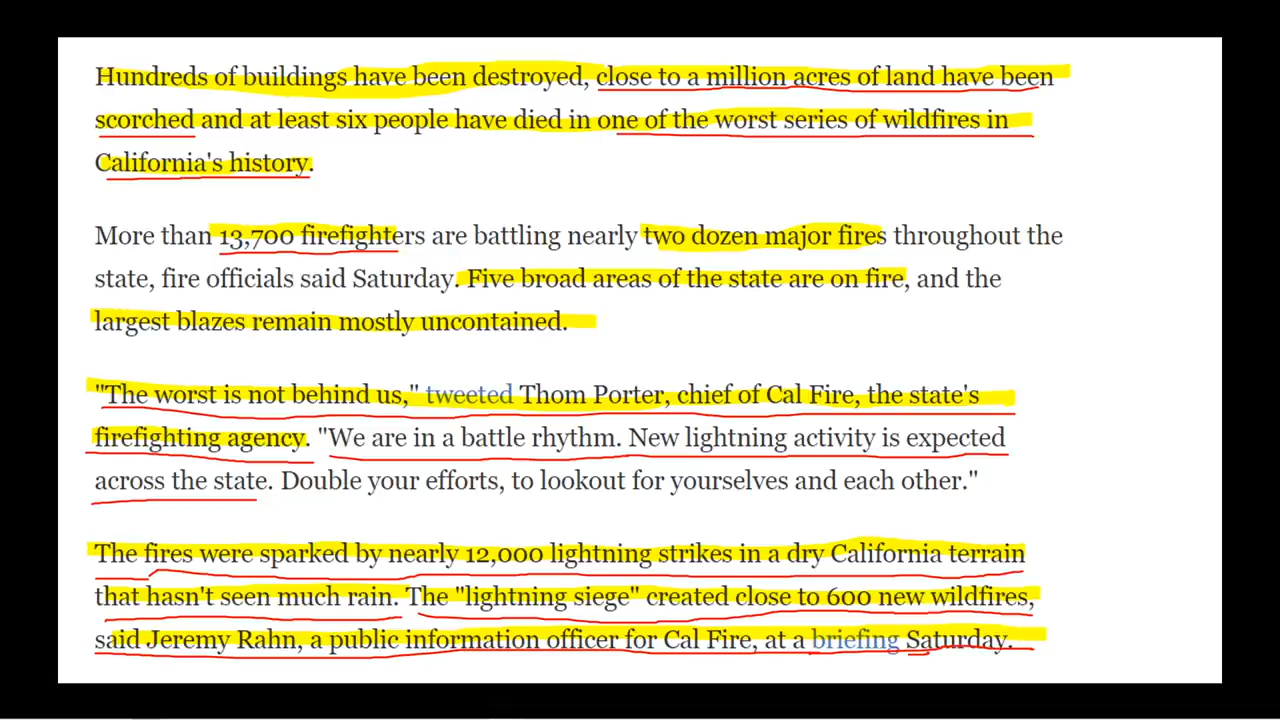 Hundreds of buildings have been destroyed, close to a million acres of land have been
scorched and at least six people have died in one of the worst series of wildfires in
California's history.
More than 13,700 firefighters are battling nearly two dozen major fires throughout the
state, fire officials said Saturday. Five broad areas of the state are on fire, and the
largest blazes remain mostly uncontained.
"The worst is not behind us," tweeted Thom Porter, chief of Cal Fire, the state's
firefighting agency. "We are in a battle rhythm. New lightning activity is expected
across the state. Double your efforts, to lookout for yourselves and each other."
The fires were sparked by nearly 12,000 lightning strikes in a dry California terrain
that hasn't seen much rain. The "lightning siege" created close to 600 new wildfires,
said Jeremy Rahn, a public information officer for Cal Fire, at a briefing Saturday.